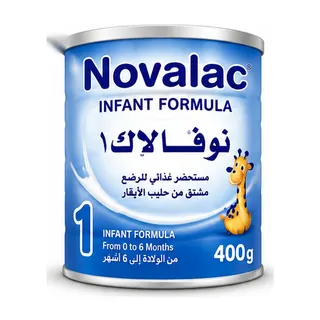 Novalac®
INFANT FORMULA
نوفالاك ١
مستحضر غذائي للرضع
مشتق من حليب الأبقار
1
INFANT FORMULA
From 0 to 6 Months
من الولادة إلى 6 أشهر
400g